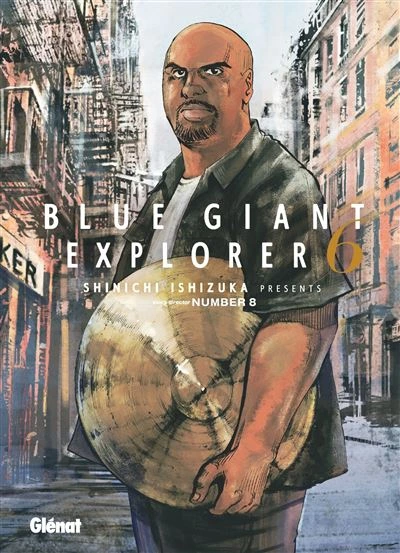 BLUE GIANT
EXPLORER 6
SHINICHI ISHIZUKA PRESENTS
story director NUMBER 8
KER
Glénat